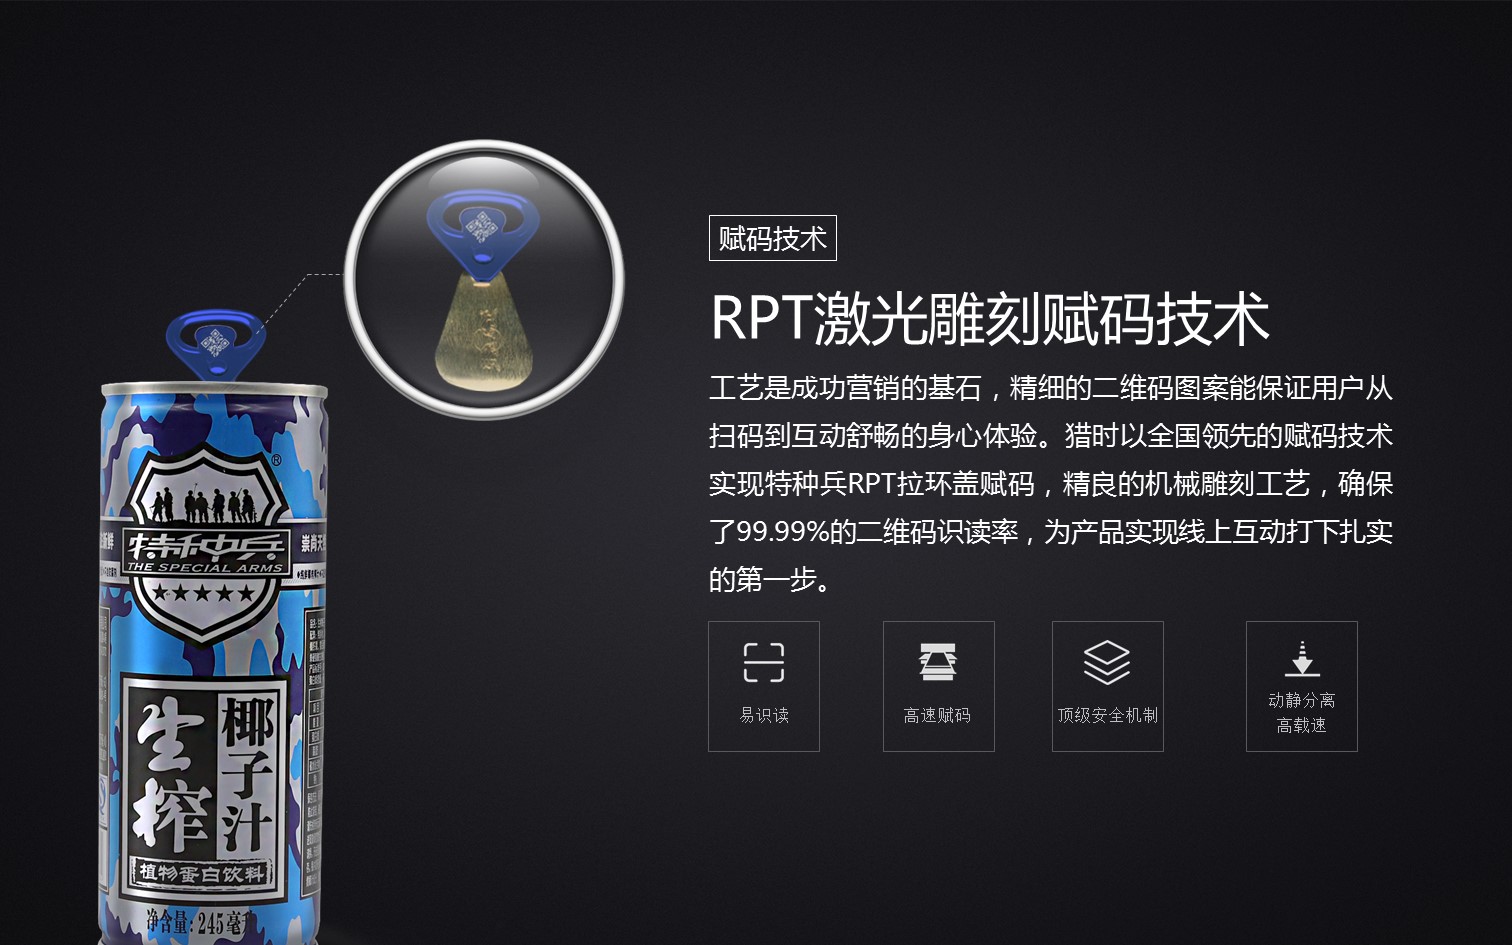 赋码技术
RPT激光雕刻赋码技术
工艺是成功营销的基石，精细的二维码图案能保证用户从
扫码到互动舒畅的身心体验。猎时以全国领先的赋码技术
实现特种兵RPT拉环盖赋码，精良的机械雕刻工艺，确保
了99.99%的二维码识读率，为产品实现线上互动打下扎实
的第一步。
易识读
高速赋码
顶级安全机制
动静分离
高载速
®
特种兵
THE SPECIAL ARMS
崇尚天
生榨
椰子汁
植物蛋白饮料
净含量:245毫升